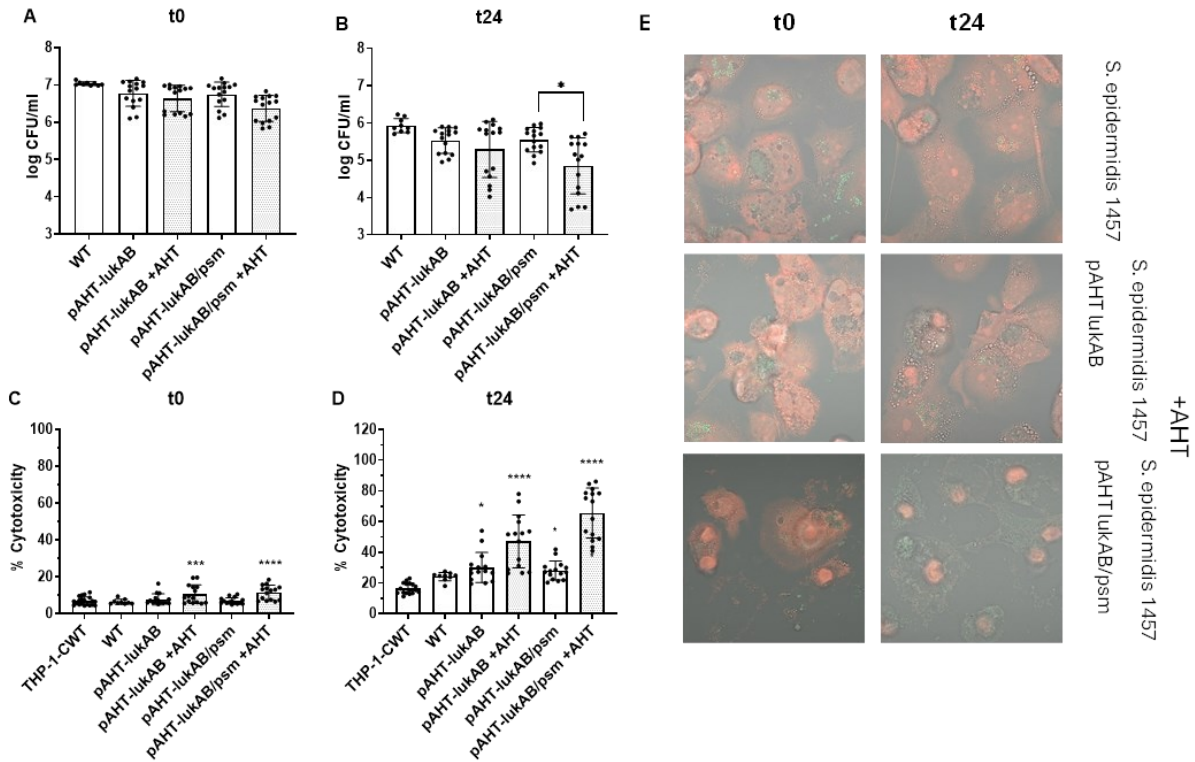 A
t0
log CFU/ml
8
7
6
5
4
3
WT
pAHT-lukAB
pAHT-lukAB +AHT
pAHT-lukAB/psm
pAHT-lukAB/psm +AHT
B
t24
log CFU/ml
8
7
6
5
4
3
*
WT
pAHT-lukAB
pAHT-lukAB +AHT
pAHT-lukAB/psm
pAHT-lukAB/psm +AHT
C
t0
% Cytotoxicity
100
80
60
40
20
0
***
****
THP-1-CWT
WT
pAHT-lukAB
pAHT-lukAB +AHT
pAHT-lukAB/psm
pAHT-lukAB/psm +AHT
D
t24
% Cytotoxicity
120
100
80
60
40
20
0
*
****
*
****
THP-1-CWT
WT
pAHT-lukAB
pAHT-lukAB +AHT
pAHT-lukAB/psm
pAHT-lukAB/psm +AHT
E
t0
t24
S. epidermidis 1457
S. epidermidis 1457
pAHT lukAB
S. epidermidis 1457
pAHT lukAB/psm
+AHT